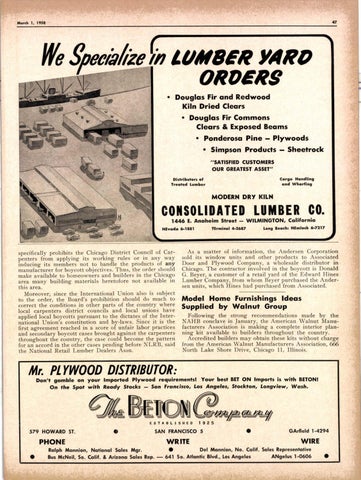 March 1, 1958
47
We Specialize in LUMBER YARD
ORDERS
• Douglas Fir and Redwood
Kiln Dried Clears
• Douglas Fir Commons
Clears & Exposed Beams
• Ponderosa Pine – Plywoods
• Simpson Products – Sheetrock
"SATISFIED CUSTOMERS
OUR GREATEST ASSET"
Distributors of
Treated Lumber
Cargo Handling
and Wharfing
MODERN DRY KILN
CONSOLIDATED LUMBER CO.
1446 E. Anaheim Street — WILMINGTON, California
NEvada 6-1881
TErminal 4-2687
Long Beach: HEmlock 6-7217
specifically prohibits the Chicago District Council of Car-
penters from applying its working rules or in any way
inducing its members not to handle the products of any
manufacturer for boycott objectives. Thus, the order should
make available to homeowners and builders in the Chicago
area many building materials heretofore not available in
this area.
Moreover, since the International Union also is subject
to the order, the Board's prohibition should do much to
correct the conditions in other parts of the country where
local carpenters district councils and local unions have
applied local boycotts pursuant to the dictates of the Inter-
national Union's constitution and laws. Since it is the
first agreement reached in a score of unfair labor practices
and secondary boycott cases brought against the carpenters
throughout the country, the case could become the pattern
for an accord in the other cases pending before NLRB, said
the National Retail Lumber Dealers Assn.
As a matter of information, the Andersen Corporation
sold its window units and other products to Associated
Door and Plywood Company, a wholesale distributor in
Chicago. The contractor involved in the boycott is Donald
G. Beyer, a customer of a retail yard of the Edward Hines
Lumber Company, from whom Beyer purchased the Ander-
sen units, which Hines had purchased from Associated.
Model Home Furnishings Ideas
Supplied by Walnut Group
Following the strong recommendations made by the
NAHB conclave in January, the American Walnut Manu-
facturers Association is making a complete interior plan-
ning kit available to builders throughout the country.
Accredited builders may obtain these kits without charge
from the American Walnut Manufacturers Association, 666
North Lake Shore Drive, Chicago 11, Illinois.
Mr. PLYWOOD DISTRIBUTOR:
Don't gamble on your Imported Plywood requirements! Your best BET ON Imports is with BETON!
On the Spot with Ready Stocks — San Francisco, Los Angeles, Stockton, Longview, Wash.
The BETON Company
ESTABLISHED 1925
579 HOWARD ST.
• SAN FRANCISCO 5 •
GArfield 1-4294
PHONE
WRITE
WIRE
Ralph Mannion, National Sales Mgr. • Del Mannion, No. Calif. Sales Representative
• Bus McNeil, So. Calif. & Arizona Sales Rep. — 641 So. Atlantic Blvd., Los Angeles ANgelus 1-0606 •